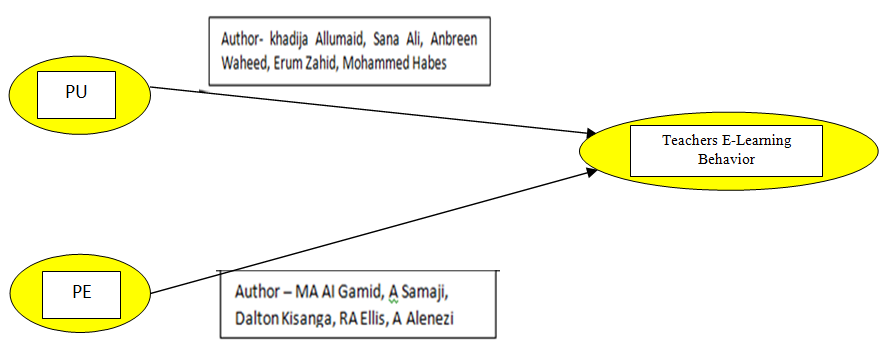 Author- khadija Allumaid, Sana Ali, Anbreen
Waheed, Erum Zahid, Mohammed Habes
PU
Teachers E-Learning
Behavior
PE
Author – MA AI Gamid, A Samaji,
Dalton Kisanga, RA Ellis, A Alenezi